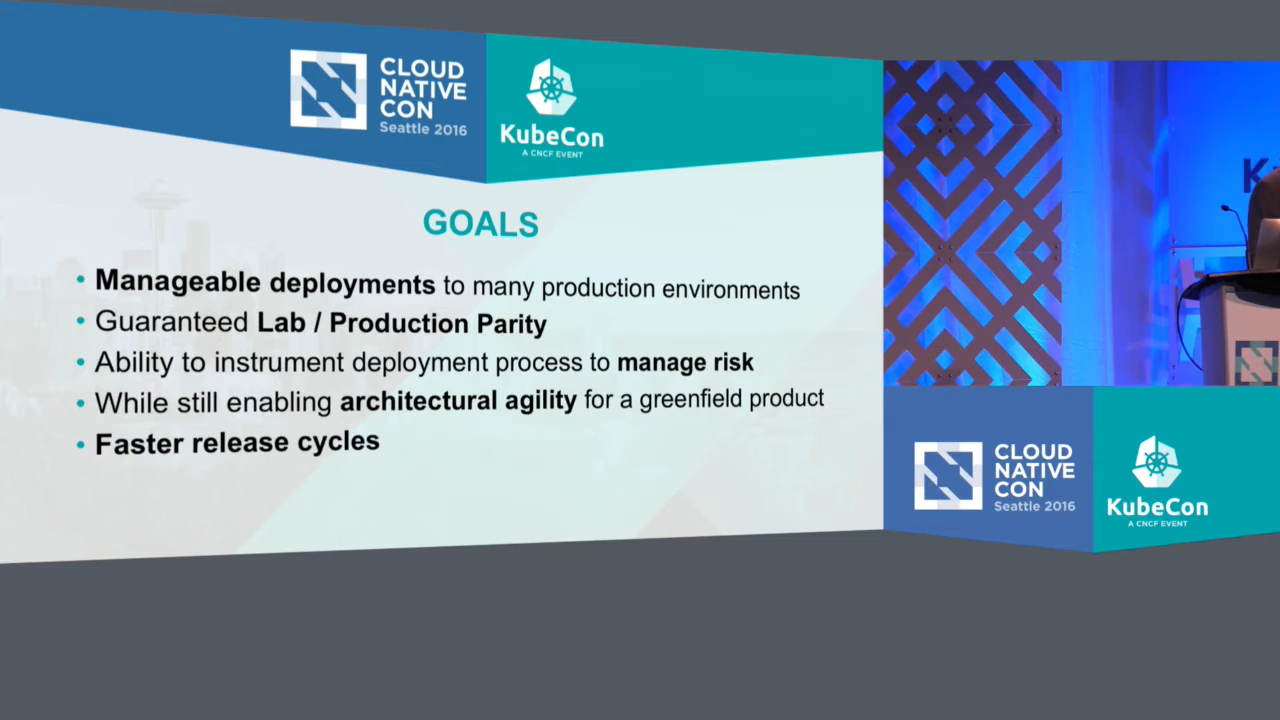 CLOUD
NATIVE
CON
Seattle 2016
KubeCon
A CNCF EVENT
GOALS
• Manageable deployments to many production environments
• Guaranteed Lab / Production Parity
• Ability to instrument deployment process to manage risk
• While still enabling architectural agility for a greenfield product
• Faster release cycles
K
CLOUD
NATIVE
CON
Seattle 2016
KubeCon
A CNCF EVENT